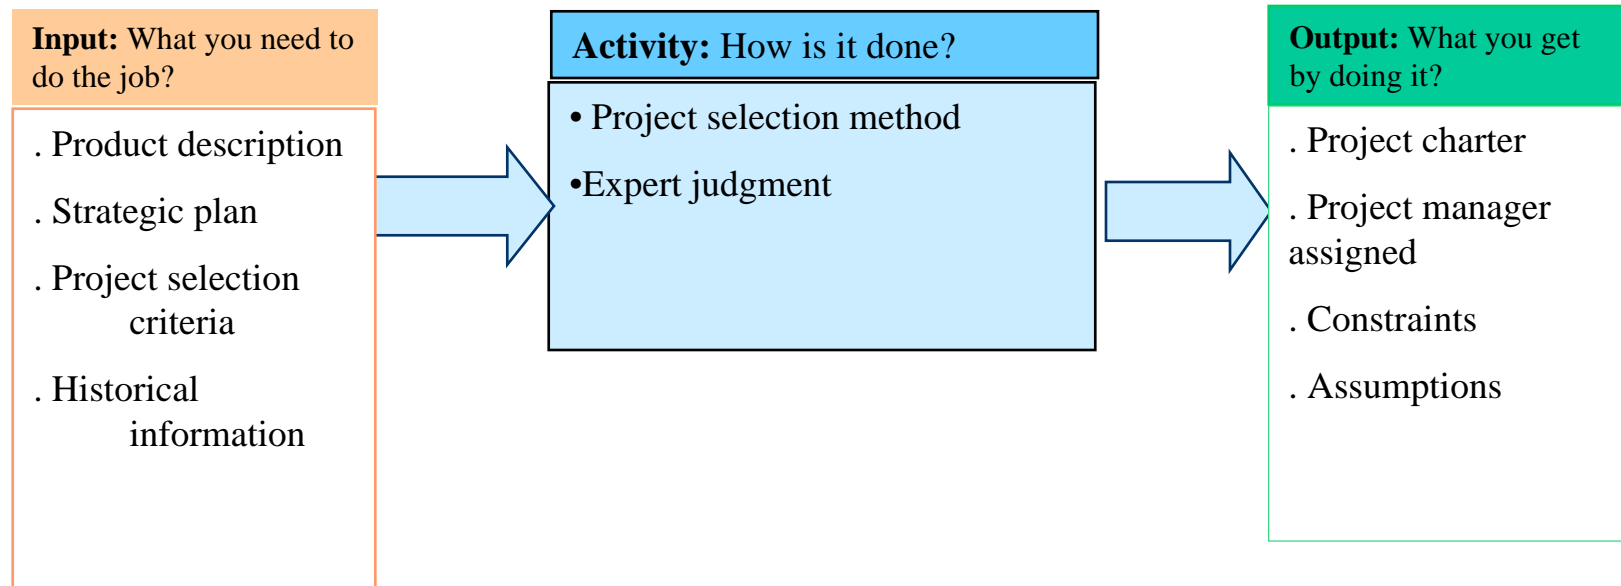 Input: What you need to
do the job?
. Product description
. Strategic plan
. Project selection
criteria
. Historical
information
Activity: How is it done?
• Project selection method
•Expert judgment
Output: What you get
by doing it?
. Project charter
. Project manager
assigned
. Constraints
. Assumptions